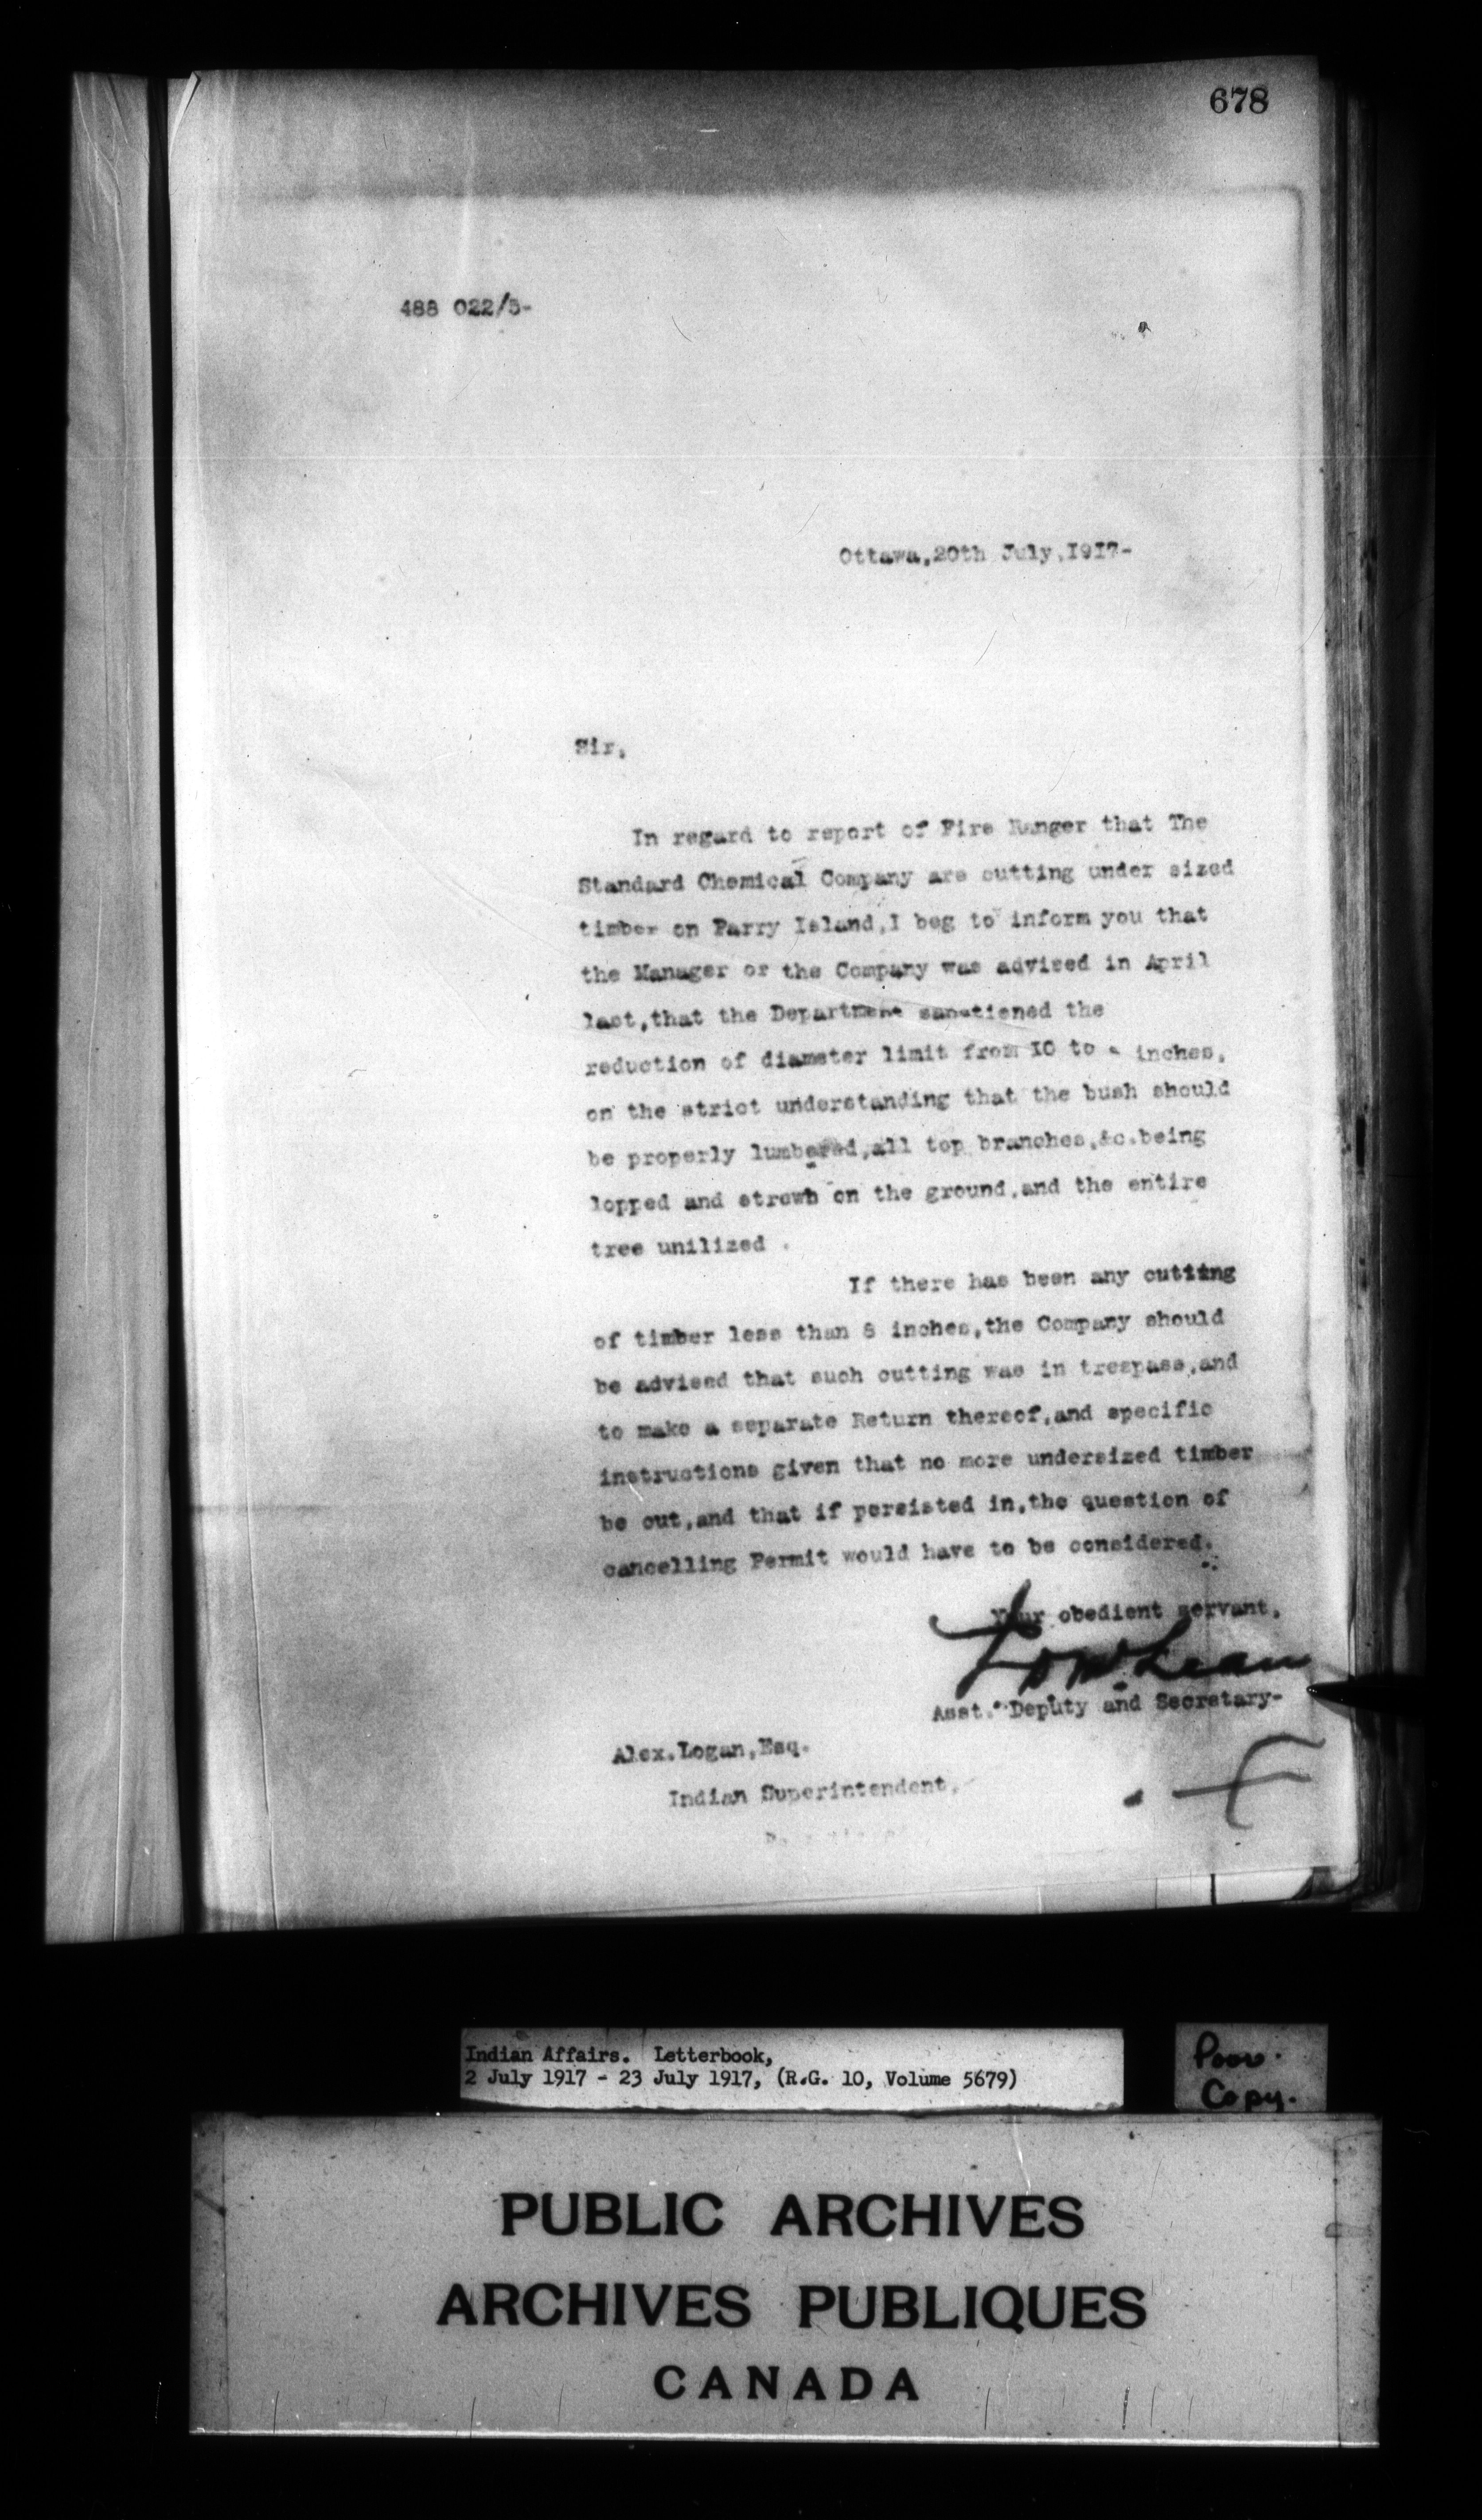 678
488 022/5-
Ottawa,20th July,1917-
Sir,
In regard to report of Fire Ranger that The
Standard Chemical Company are cutting under sized
timber on Parry Island,I beg to inform you that
the Manager or the Company was advised in April
last,that the Department sanctioned the
reduction of diameter limit from 10 to inches,
on the strict understanding that the bush should
be properly lumbered,all top branches,&c.being
lopped and strewn on the ground,and the entire
tree unilized .
If there has been any cutting
of timber less than 8 inches,the Company should
be advised that such cutting was in trespass,and
to make a separate Return thereof,and specific
instructions given that no more undersized timber
be cut,and that if persisted in,the question of
cancelling Permit would have to be considered.
Your obedient servant,
Asst. Deputy and Secretary-
Alex.Logan,Esq.
Indian Superintendent,
Indian Affairs. Letterbook,
2 July 1917 - 23 July 1917, (R.G. 10, Volume 5679)
Poor.
Copy.
PUBLIC ARCHIVES
ARCHIVES PUBLIQUES
CANADA